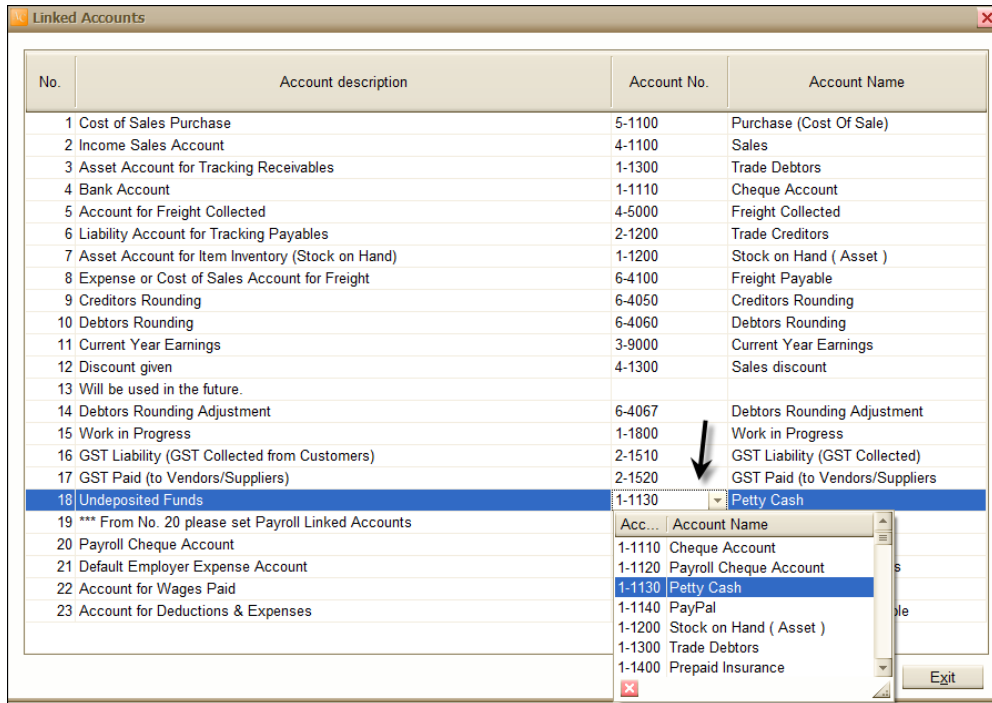 Linked Accounts
No. Account description Account No. Account Name
1 Cost of Sales Purchase 5-1100 Purchase (Cost Of Sale)
2 Income Sales Account 4-1100 Sales
3 Asset Account for Tracking Receivables 1-1300 Trade Debtors
4 Bank Account 1-1110 Cheque Account
5 Account for Freight Collected 4-5000 Freight Collected
6 Liability Account for Tracking Payables 2-1200 Trade Creditors
7 Asset Account for Item Inventory (Stock on Hand) 1-1200 Stock on Hand ( Asset )
8 Expense or Cost of Sales Account for Freight 6-4100 Freight Payable
9 Creditors Rounding 6-4050 Creditors Rounding
10 Debtors Rounding 6-4060 Debtors Rounding
11 Current Year Earnings 3-9000 Current Year Earnings
12 Discount given 4-1300 Sales discount
13 Will be used in the future.
14 Debtors Rounding Adjustment 6-4067 Debtors Rounding Adjustment
15 Work in Progress 1-1800 Work in Progress
16 GST Liability (GST Collected from Customers) 2-1510 GST Liability (GST Collected)
17 GST Paid (to Vendors/Suppliers) 2-1520 GST Paid (to Vendors/Suppliers
18 Undeposited Funds 1-1130 Petty Cash
19 *** From No. 20 please set Payroll Linked Accounts
20 Payroll Cheque Account
21 Default Employer Expense Account s
22 Account for Wages Paid
23 Account for Deductions & Expenses ble
Acc... Account Name
1-1110 Cheque Account
1-1120 Payroll Cheque Account
1-1130 Petty Cash
1-1140 PayPal
1-1200 Stock on Hand ( Asset )
1-1300 Trade Debtors
1-1400 Prepaid Insurance
Exit